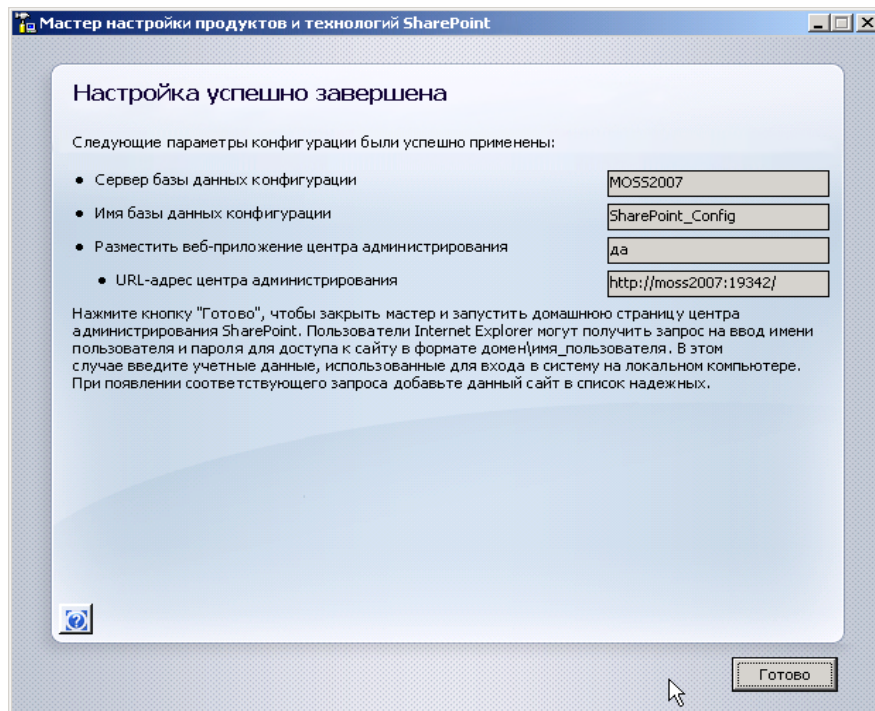 Мастер настройки продуктов и технологий SharePoint
Настройка успешно завершена
Следующие параметры конфигурации были успешно применены:
Сервер базы данных конфигурации MOSS2007
Имя базы данных конфигурации SharePoint_Config
Разместить веб-приложение центра администрирования да
URL-адрес центра администрирования http://moss2007:19342/
Нажмите кнопку "Готово", чтобы закрыть мастер и запустить домашнюю страницу центра
администрирования SharePoint. Пользователи Internet Explorer могут получить запрос на ввод имени
пользователя и пароля для доступа к сайту в формате домен\имя_пользователя. В этом
случае введите учетные данные, использованные для входа в систему на локальном компьютере.
При появлении соответствующего запроса добавьте данный сайт в список надежных.
Готово